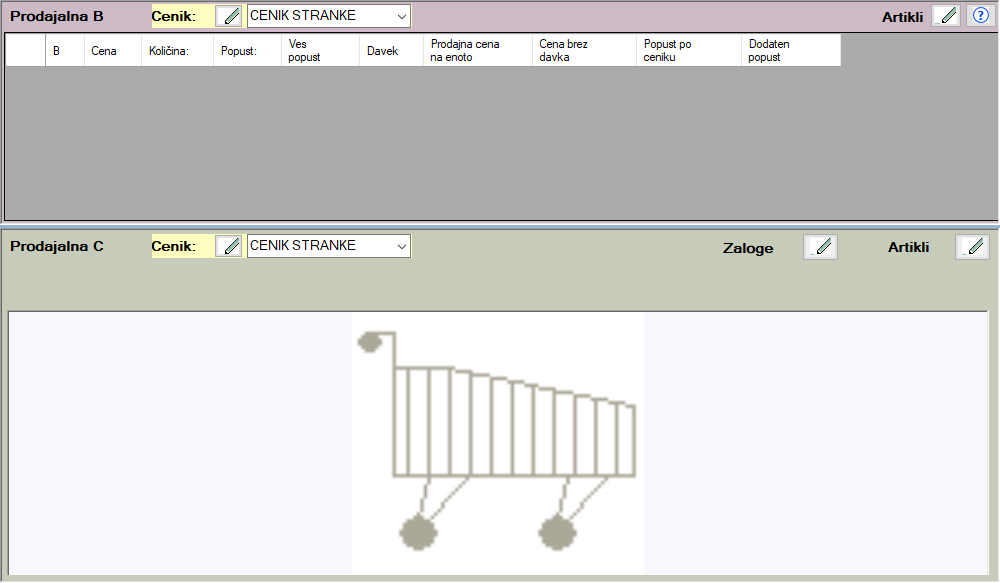 Prodajalna B Cenik: CENIK STRANKE Artikli ?
B Cena Količina: Popust: Ves popust Davek Prodajna cena na enoto Cena brez davka Popust po ceniku Dodaten popust
Prodajalna C Cenik: CENIK STRANKE Zaloge Artikli